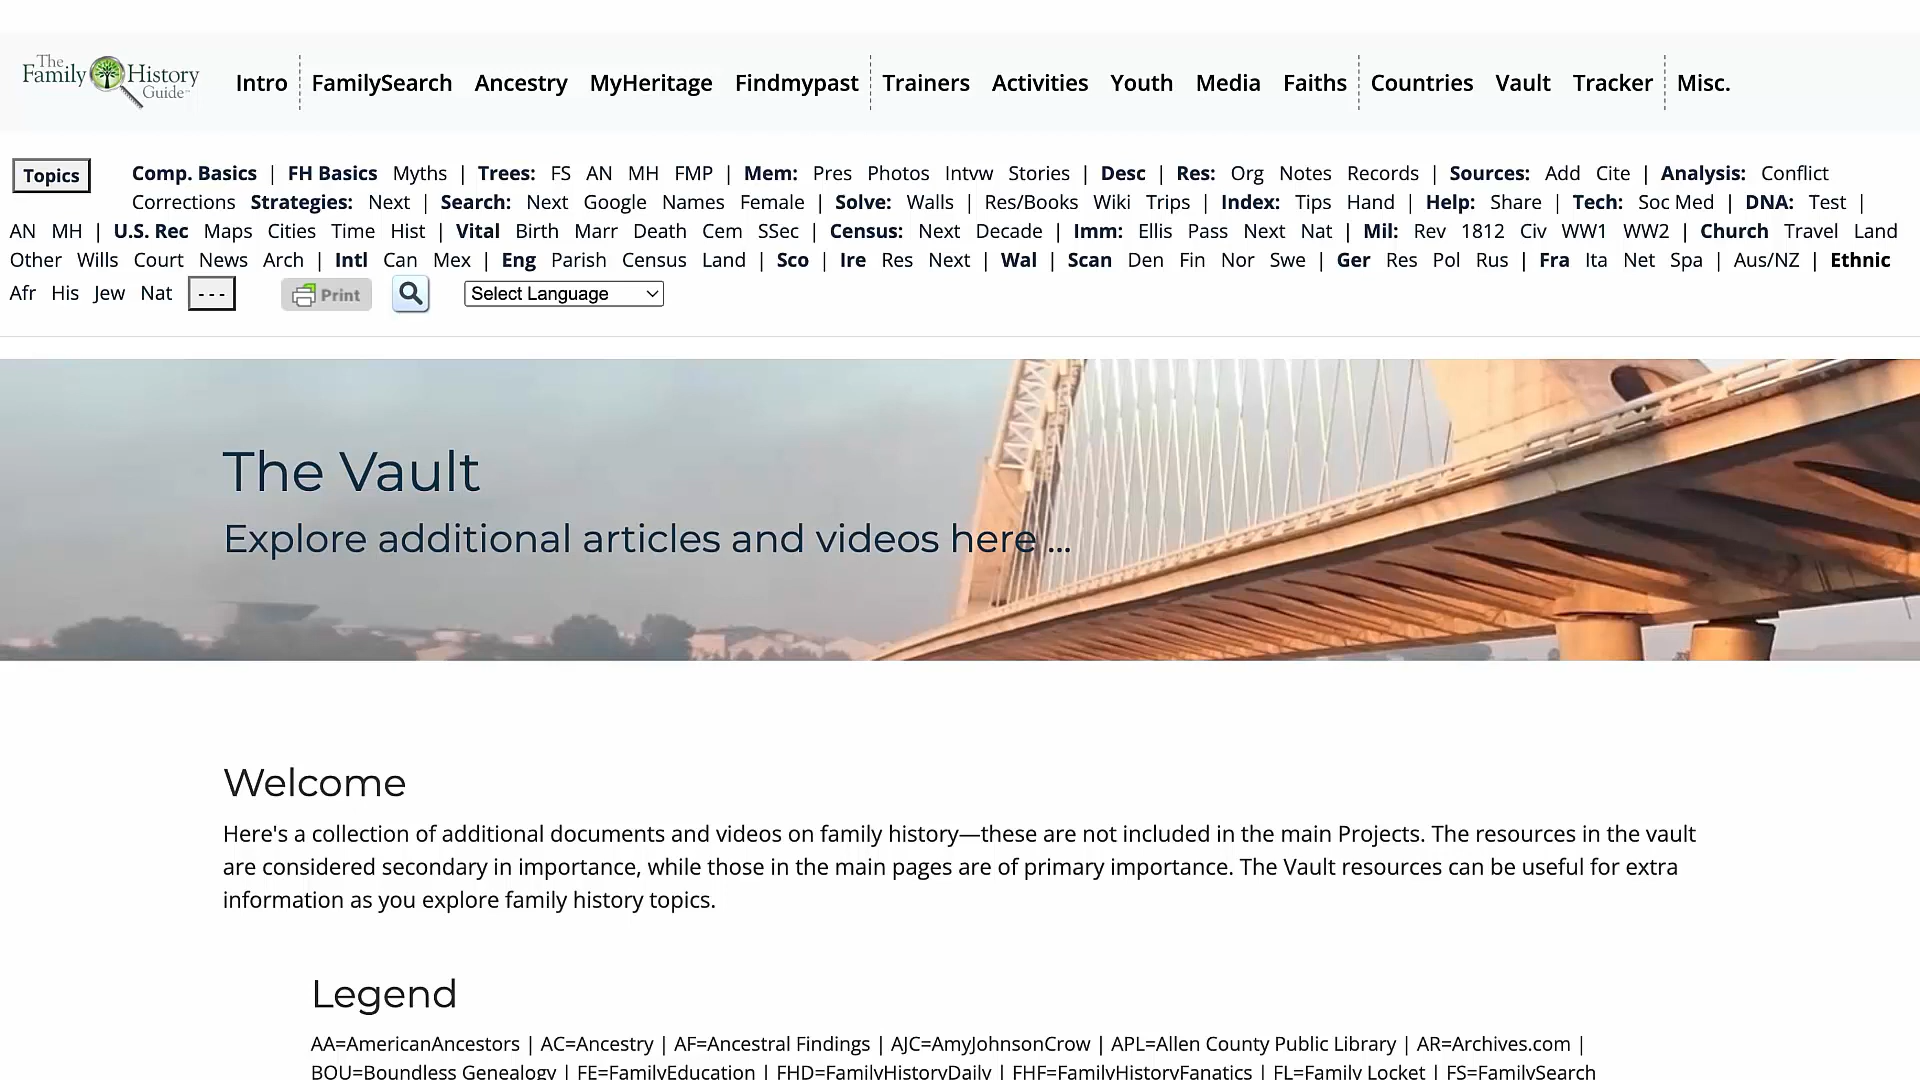 The Family History Guide
Intro FamilySearch Ancestry MyHeritage Findmypast Trainers Activities Youth Media Faiths Countries Vault Tracker Misc.
Topics Comp. Basics | FH Basics Myths | Trees: FS AN MH FMP | Mem: Pres Photos Intvw Stories | Desc | Res: Org Notes Records | Sources: Add Cite | Analysis: Conflict
Corrections Strategies: Next | Search: Next Google Names Female | Solve: Walls | Res/Books Wiki Trips | Index: Tips Hand | Help: Share | Tech: Soc Med | DNA: Test |
AN MH | U.S. Rec Maps Cities Time Hist | Vital Birth Marr Death Cem SSec | Census: Next Decade | Imm: Ellis Pass Next Nat | Mil: Rev 1812 Civ WW1 WW2 | Church Travel Land
Other Wills Court News Arch | Intl Can Mex | Eng Parish Census Land | Sco | Ire Res Next | Wal | Scan Den Fin Nor Swe | Ger Res Pol Rus | Fra Ita Net Spa | Aus/NZ | Ethnic
Afr His Jew Nat --- Print Select Language
The Vault
Explore additional articles and videos here ...
Welcome
Here's a collection of additional documents and videos on family history—these are not included in the main Projects. The resources in the vault
are considered secondary in importance, while those in the main pages are of primary importance. The Vault resources can be useful for extra
information as you explore family history topics.
Legend
AA=AmericanAncestors | AC=Ancestry | AF=Ancestral Findings | AJC=AmyJohnsonCrow | APL=Allen County Public Library | AR=Archives.com |
BOU=Boundless Genealogy | FE=FamilyEducation | FHD=FamilyHistoryDaily | FHF=FamilyHistoryFanatics | FL=Family Locket | FS=FamilySearch